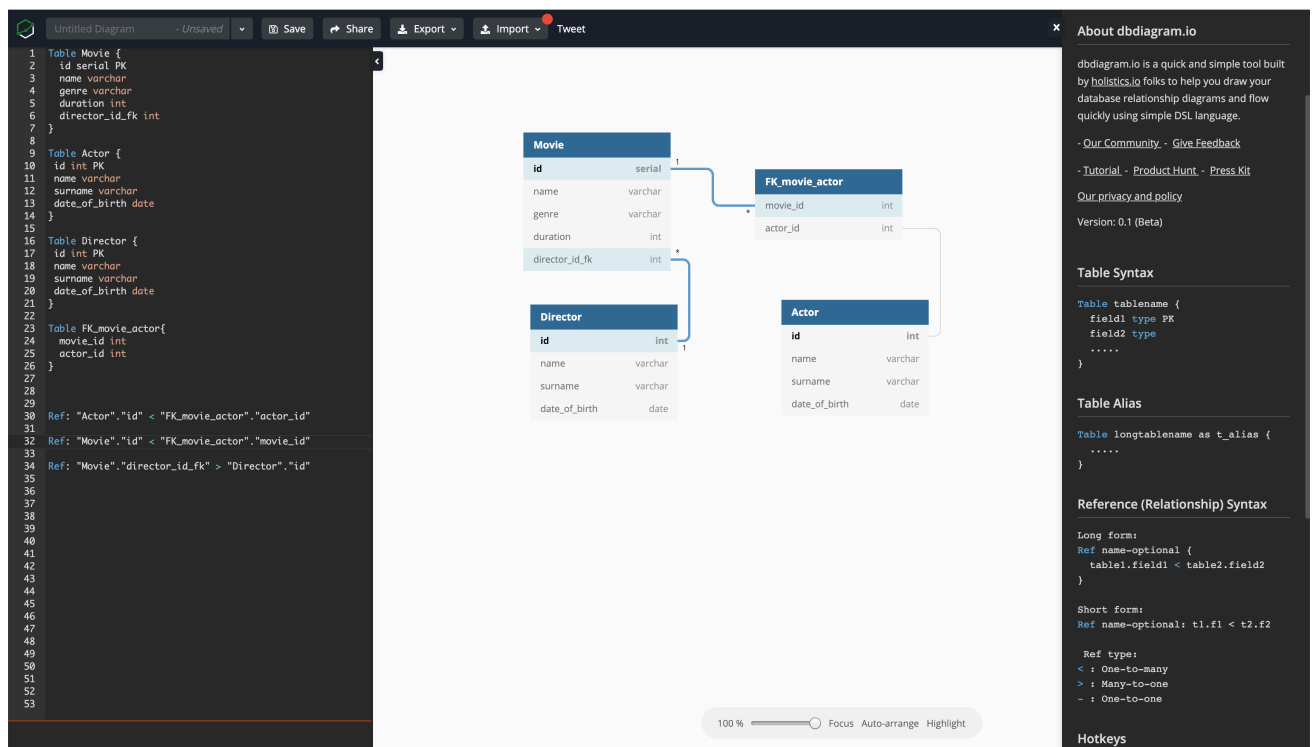 Untitled Diagram - Unsaved Save Share Export Import Tweet
1 Table Movie {
2 id serial PK
3 name varchar
4 genre varchar
5 duration int
6 director_id_fk int
7 }
8
9 Table Actor {
10 id int PK
11 name varchar
12 surname varchar
13 date_of_birth date
14 }
15
16 Table Director {
17 id int PK
18 name varchar
19 surname varchar
20 date_of_birth date
21 }
22
23 Table FK_movie_actor{
24 movie_id int
25 actor_id int
26 }
27
28
29
30 Ref: "Actor"."id" < "FK_movie_actor"."actor_id"
31
32 Ref: "Movie"."id" < "FK_movie_actor"."movie_id"
33
34 Ref: "Movie"."director_id_fk" > "Director"."id"
35
36
37
38
39
40
41
42
43
44
45
46
47
48
49
50
51
52
53
Movie
id serial
name varchar
genre varchar
duration int
director_id_fk int
1
*
*
1
FK_movie_actor
movie_id int
actor_id int
Director
id int
name varchar
surname varchar
date_of_birth date
Actor
id int
name varchar
surname varchar
date_of_birth date
100 % Focus Auto-arrange Highlight
x
About dbdiagram.io
dbdiagram.io is a quick and simple tool built
by holistics.io folks to help you draw your
database relationship diagrams and flow
quickly using simple DSL language.
- Our Community - Give Feedback
- Tutorial - Product Hunt - Press Kit
Our privacy and policy
Version: 0.1 (Beta)
Table Syntax
Table tablename {
field1 type PK
field2 type
.....
}
Table Alias
Table longtablename as t_alias {
.....
}
Reference (Relationship) Syntax
Long form:
Ref name-optional {
table1.field1 < table2.field2
}
Short form:
Ref name-optional: t1.f1 < t2.f2
Ref type:
< : One-to-many
> : Many-to-one
- : One-to-one
Hotkeys